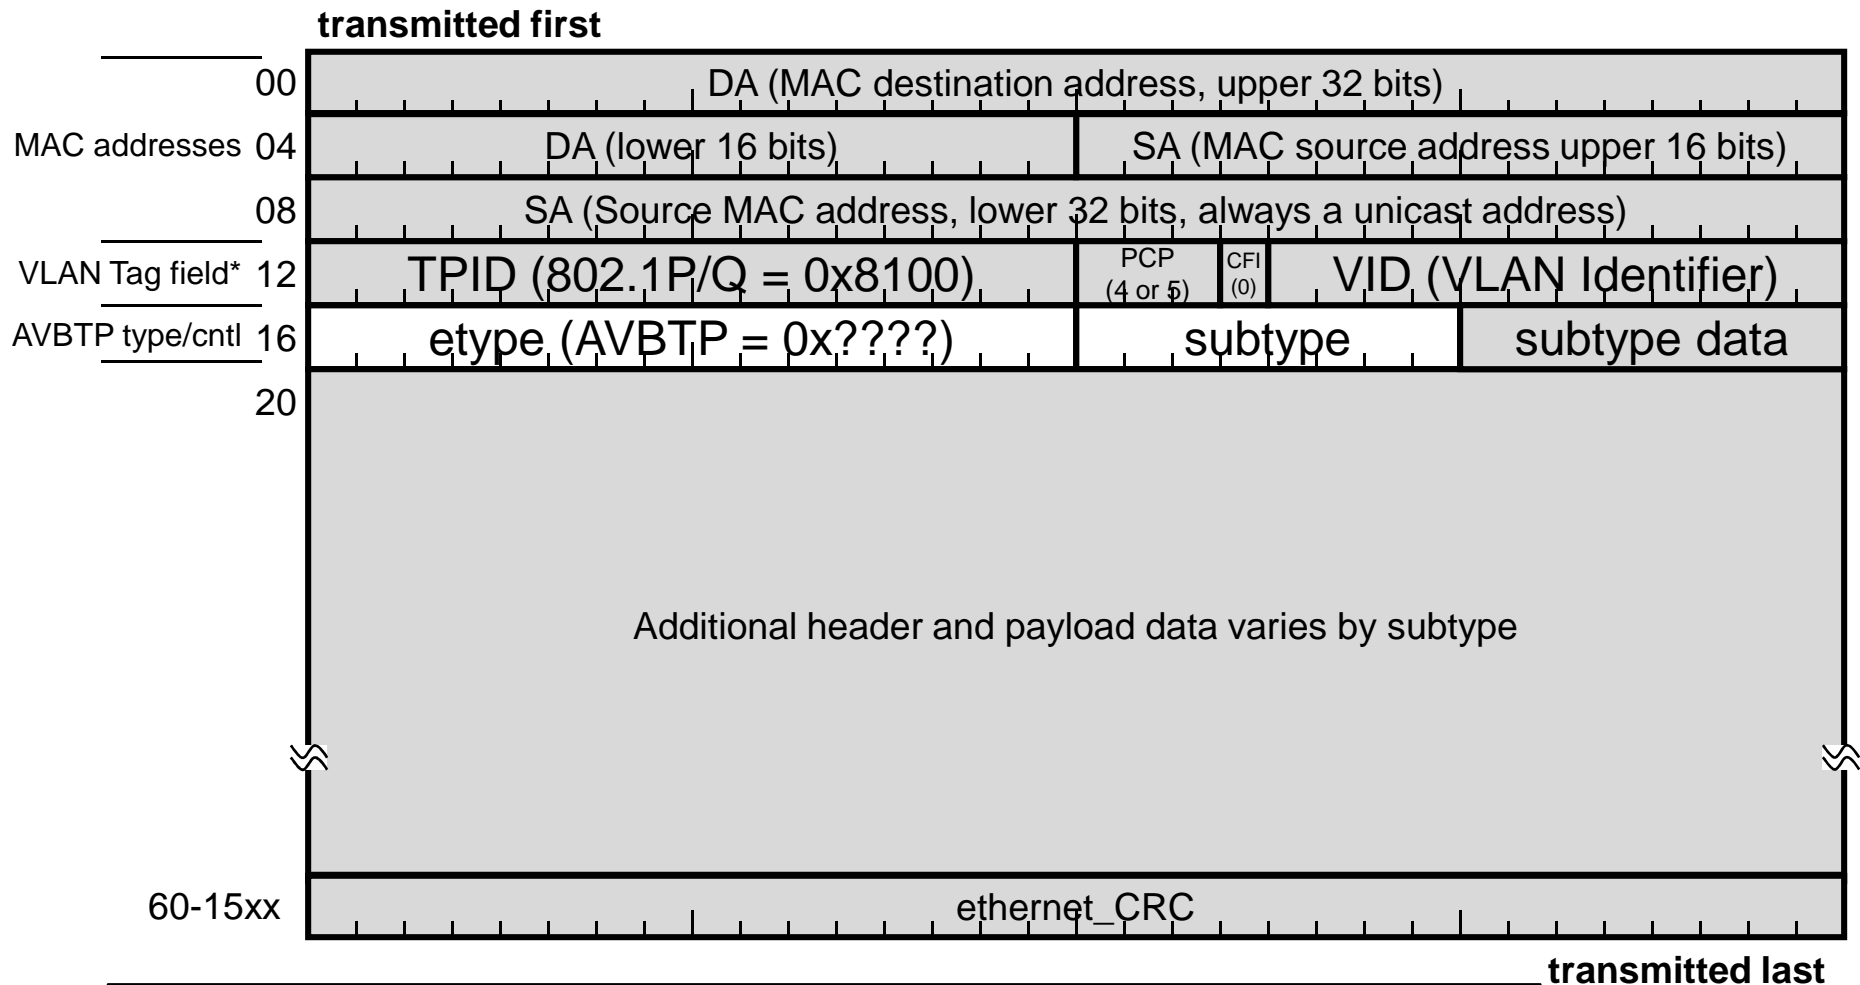 transmitted first
00 DA (MAC destination address, upper 32 bits)
MAC addresses 04 DA (lower 16 bits) SA (MAC source address upper 16 bits)
08 SA (Source MAC address, lower 32 bits, always a unicast address)
VLAN Tag field* 12 TPID (802.1P/Q = 0x8100) PCP (4 or 5) CFI (0) VID (VLAN Identifier)
AVBTP type/cntl 16 etype (AVBTP = 0x????) subtype subtype data
20
Additional header and payload data varies by subtype
60-15xx ethernet_CRC
transmitted last